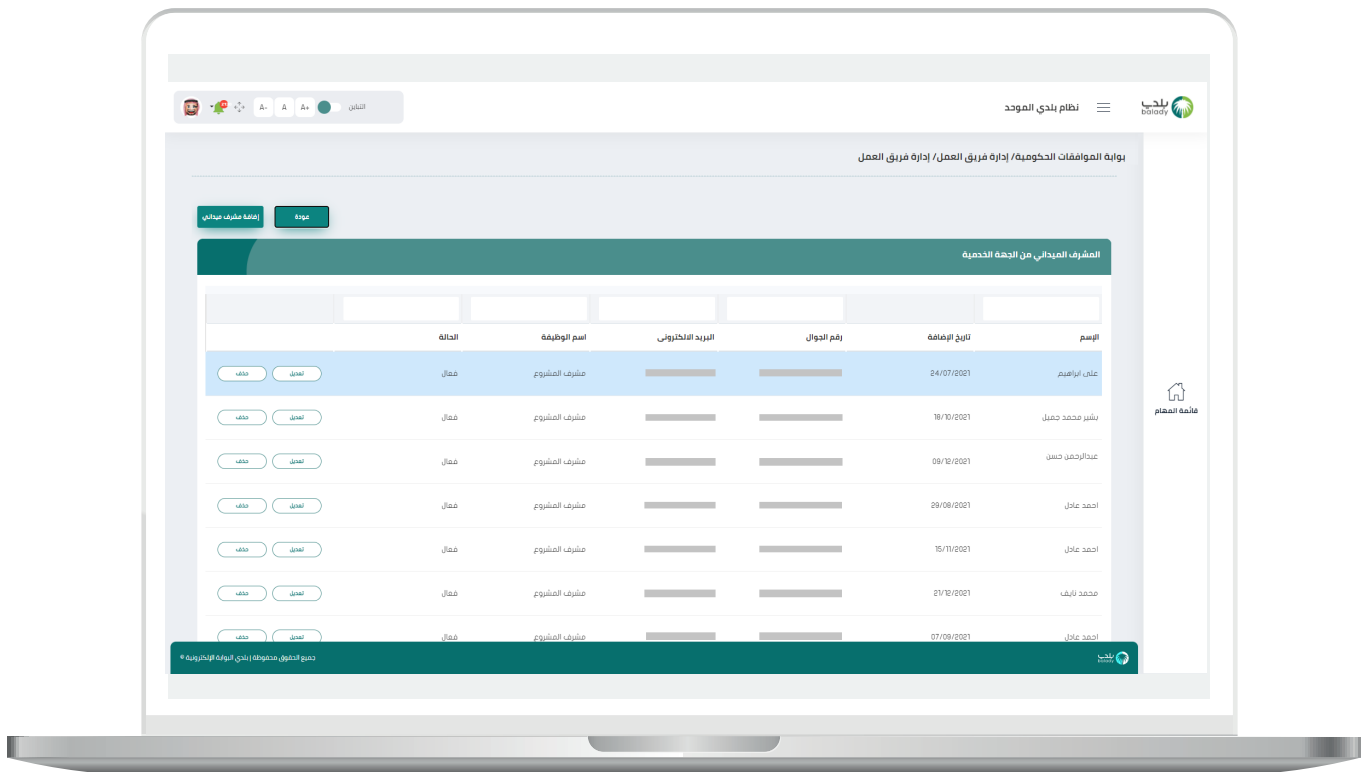 بلدي
balady
نظام بلدي الموحد
التباين
A+ A A-
بوابة الموافقات الحكومية/ إدارة فريق العمل/ إدارة فريق العمل
عودة
إضافة مشرف ميداني
المشرف الميداني من الجهة الخدمية
الإسم تاريخ الإضافة رقم الجوال البريد الالكتروني اسم الوظيفة الحالة
على ابراهيم 24/07/2021 مشرف المشروع فعال تعديل حذف
بشير محمد جميل 18/10/2021 مشرف المشروع فعال تعديل حذف
عبدالرحمن حسن 09/12/2021 مشرف المشروع فعال تعديل حذف
احمد عادل 29/08/2021 مشرف المشروع فعال تعديل حذف
احمد عادل 15/11/2021 مشرف المشروع فعال تعديل حذف
محمد نايف 21/12/2021 مشرف المشروع فعال تعديل حذف
احمد عادل 07/09/2021 مشرف المشروع فعال تعديل حذف
قائمة المهام
بلدي
balady
جميع الحقوق محفوظة | بلدي البوابة الإلكترونية ©